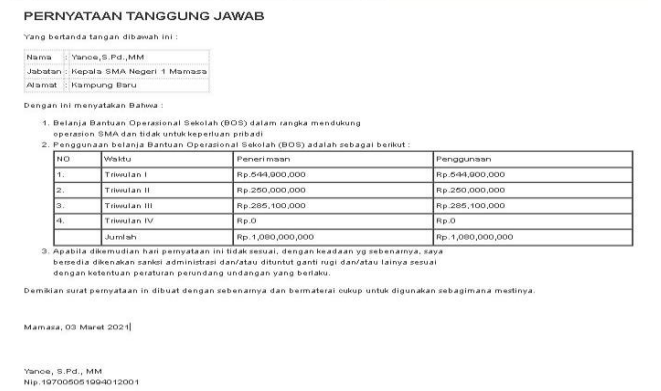 PERNYATAAN TANGGUNG JAWAB
Yang bertanda tangan dibawah ini :
Nama : Yance,S.Pd.,MM
Jabatan : Kepala SMA Negeri 1 Mamasa
Alamat : Kampung Baru
Dengan ini menyatakan Bahwa :
1. Belanja Bantuan Operasional Sekolah (BOS) dalam rangka mendukung
operasion SMA dan tidak untuk keperluan pribadi
2. Penggunaan belanja Bantuan Operasional Sekolah (BOS) adalah sebagai berikut :
NO Waktu Penerimaan Penggunaan
1. Triwulan I Rp.544,900,000 Rp.544,900,000
2. Triwulan II Rp.250,000,000 Rp.250,000,000
3. Triwulan III Rp.285,100,000 Rp.285,100,000
4. Triwulan IV Rp.0 Rp.0
Jumlah Rp.1,080,000,000 Rp.1,080,000,000
3. Apabila dikemudian hari pernyataan ini tidak sesuai, dengan keadaan yg sebenarnya, saya
bersedia dikenakan sanksi administrasi dan/atau dituntut ganti rugi dan/atau lainya sesuai
dengan ketentuan peraturan perundang undangan yang berlaku.
Demikian surat pernyataan in dibuat dengan sebenarnya dan bermaterai cukup untuk digunakan sebagimana mestinya.
Mamasa, 03 Maret 2021
Yance, S.Pd., MM
Nip.197005051994012001